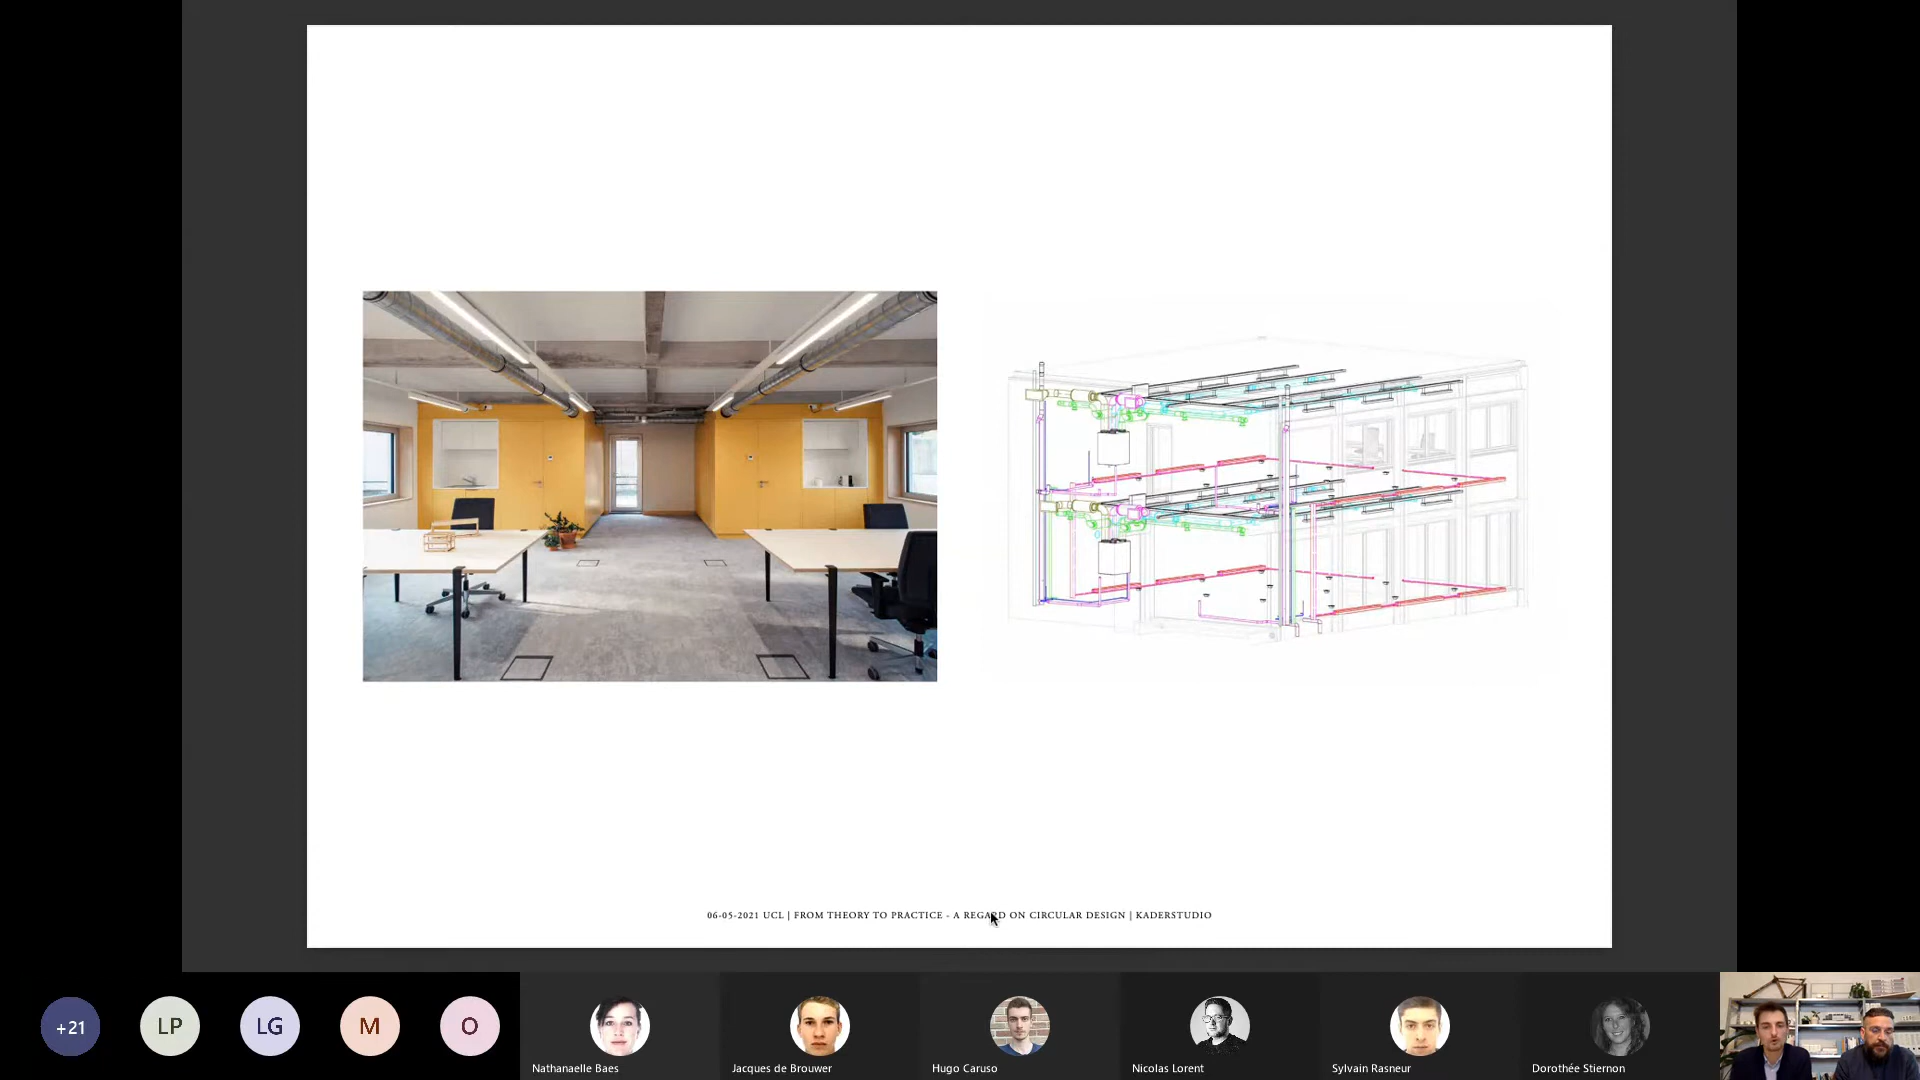 06-05-2021 UCL | FROM THEORY TO PRACTICE - A REGARD ON CIRCULAR DESIGN | KADERSTUDIO
+21
LP
LG
M
O
Nathanaelle Baes
Jacques de Brouwer
Hugo Caruso
Nicolas Lorent
Sylvain Rasneur
Dorothée Stiernon